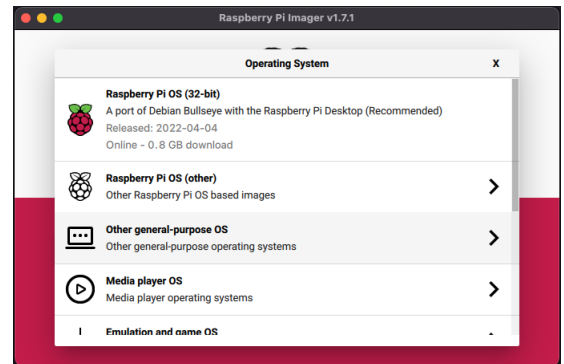 Raspberry Pi Imager v1.7.1
Operating System X
Raspberry Pi OS (32-bit)
A port of Debian Bullseye with the Raspberry Pi Desktop (Recommended)
Released: 2022-04-04
Online - 0.8 GB download
Raspberry Pi OS (other)
Other Raspberry Pi OS based images
Other general-purpose OS
Other general-purpose operating systems
Media player OS
Media player operating systems
Emulation and game OS